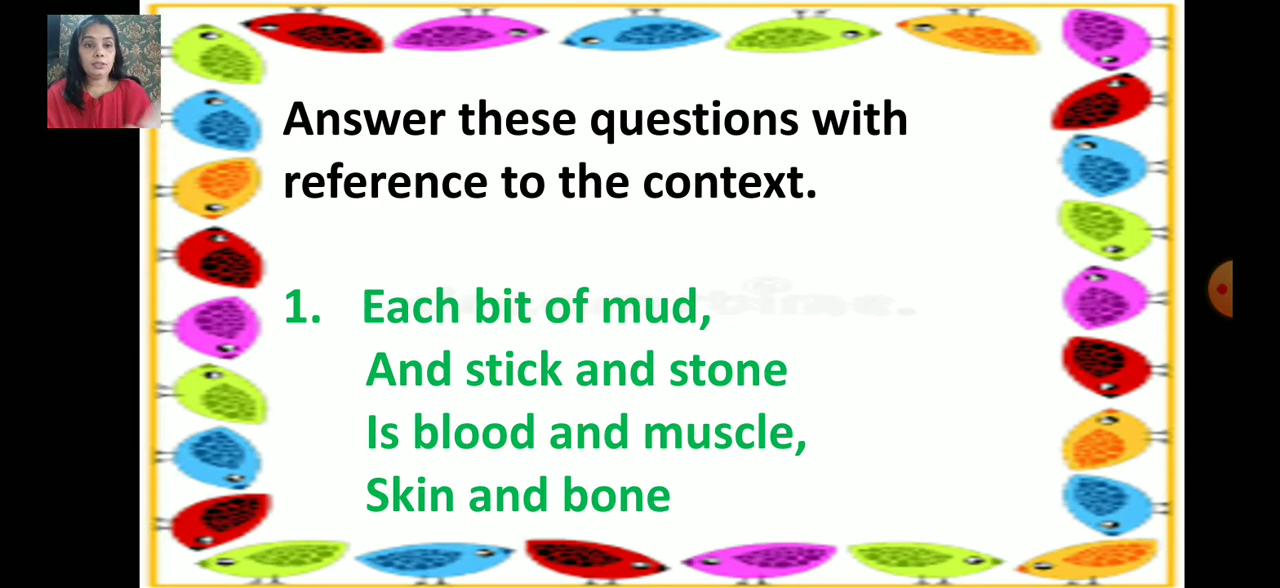 Answer these questions with
reference to the context.
1. Each bit of mud,
And stick and stone
Is blood and muscle,
Skin and bone